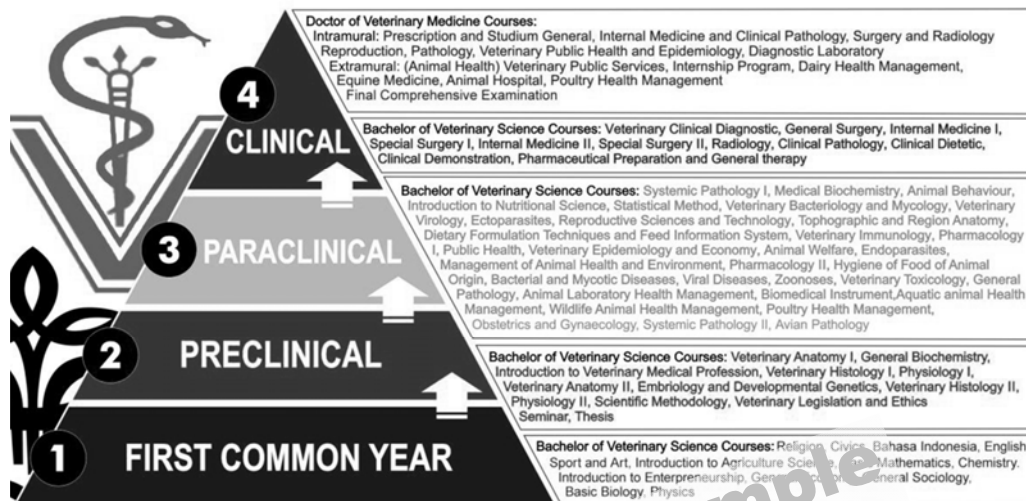 Doctor of Veterinary Medicine Courses:
Intramural: Prescription and Studium General, Internal Medicine and Clinical Pathology, Surgery and Radiology
Reproduction, Pathology, Veterinary Public Health and Epidemiology, Diagnostic Laboratory
Extramural: (Animal Health) Veterinary Public Services, Internship Program, Dairy Health Management,
Equine Medicine, Animal Hospital, Poultry Health Management
Final Comprehensive Examination
4
CLINICAL
Bachelor of Veterinary Science Courses: Veterinary Clinical Diagnostic, General Surgery, Internal Medicine I,
Special Surgery I, Internal Medicine II, Special Surgery II, Radiology, Clinical Pathology, Clinical Dietetic,
Clinical Demonstration, Pharmaceutical Preparation and General therapy
3
PARACLINICAL
Bachelor of Veterinary Science Courses: Systemic Pathology I, Medical Biochemistry, Animal Behaviour,
Introduction to Nutritional Science, Statistical Method, Veterinary Bacteriology and Mycology, Veterinary
Virology, Ectoparasites, Reproductive Sciences and Technology, Tophographic and Region Anatomy,
Dietary Formulation Techniques and Feed Information System, Veterinary Immunology, Pharmacology
I, Public Health, Veterinary Epidemiology and Economy, Animal Welfare, Endoparasites,
Management of Animal Health and Environment, Pharmacology II, Hygiene of Food of Animal
Origin, Bacterial and Mycotic Diseases, Viral Diseases, Zoonoses, Veterinary Toxicology, General
Pathology, Animal Laboratory Health Management, Biomedical Instrument,Aquatic animal Health
Management, Wildlife Animal Health Management, Poultry Health Management,
Obstetrics and Gynaecology, Systemic Pathology II, Avian Pathology
2
PRECLINICAL
Bachelor of Veterinary Science Courses: Veterinary Anatomy I, General Biochemistry,
Introduction to Veterinary Medical Profession, Veterinary Histology I, Physiology I,
Veterinary Anatomy II, Embriology and Developmental Genetics, Veterinary Histology II,
Physiology II, Scientific Methodology, Veterinary Legislation and Ethics
Seminar, Thesis
1
FIRST COMMON YEAR
Bachelor of Veterinary Science Courses: Religion, Civics, Bahasa Indonesia, English
Sport and Art, Introduction to Agriculture Mathematics, Chemistry.
Introduction to Enterpreneurship, General Sociology,
Basic Biology, Physics